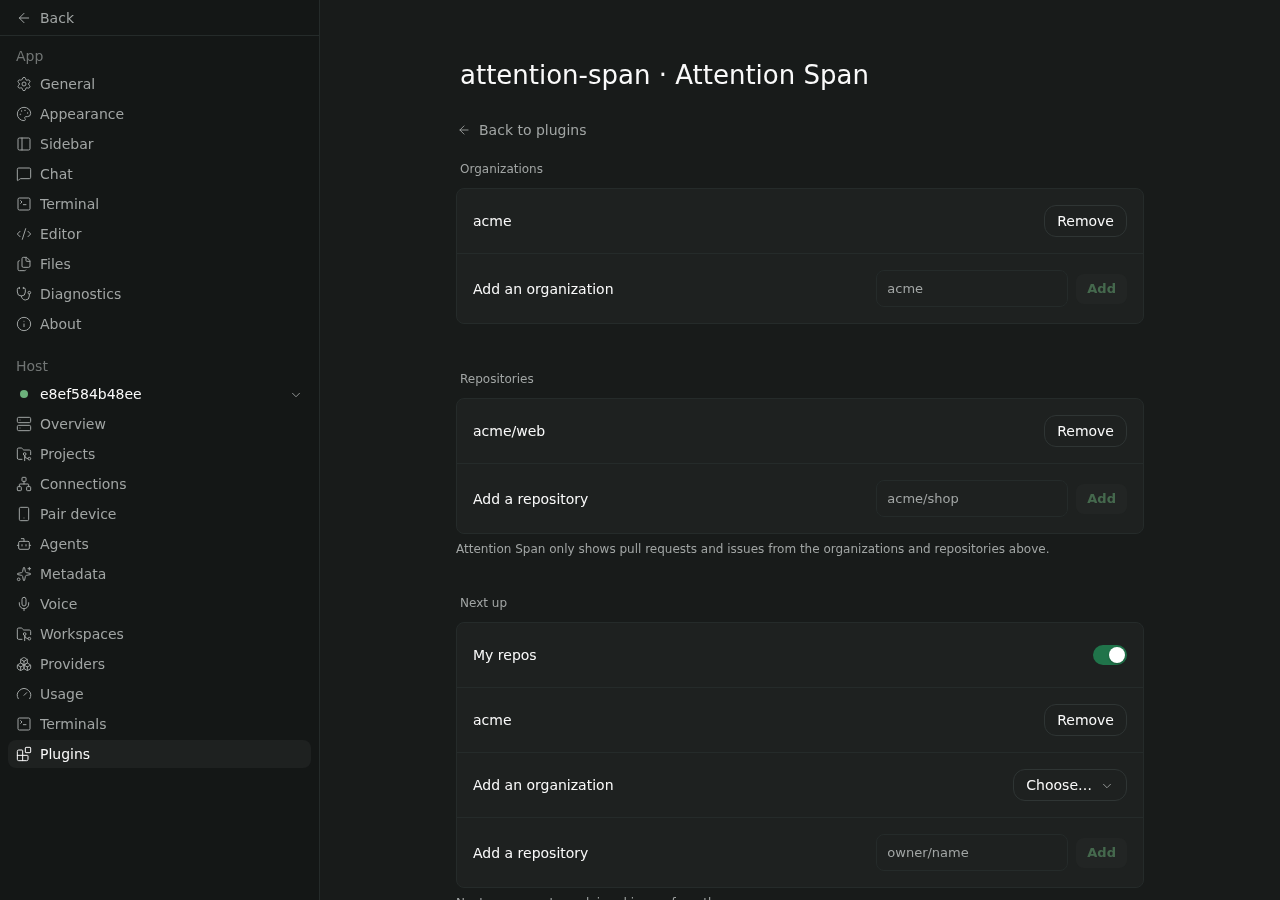 Back
App
General
Appearance
Sidebar
Chat
Terminal
Editor
Files
Diagnostics
About
Host
e8ef584b48ee
Overview
Projects
Connections
Pair device
Agents
Metadata
Voice
Workspaces
Providers
Usage
Terminals
Plugins
attention-span · Attention Span
Back to plugins
Organizations
acme Remove
Add an organization acme Add
Repositories
acme/web Remove
Add a repository acme/shop Add
Attention Span only shows pull requests and issues from the organizations and repositories above.
Next up
My repos
acme Remove
Add an organization Choose...
Add a repository owner/name Add